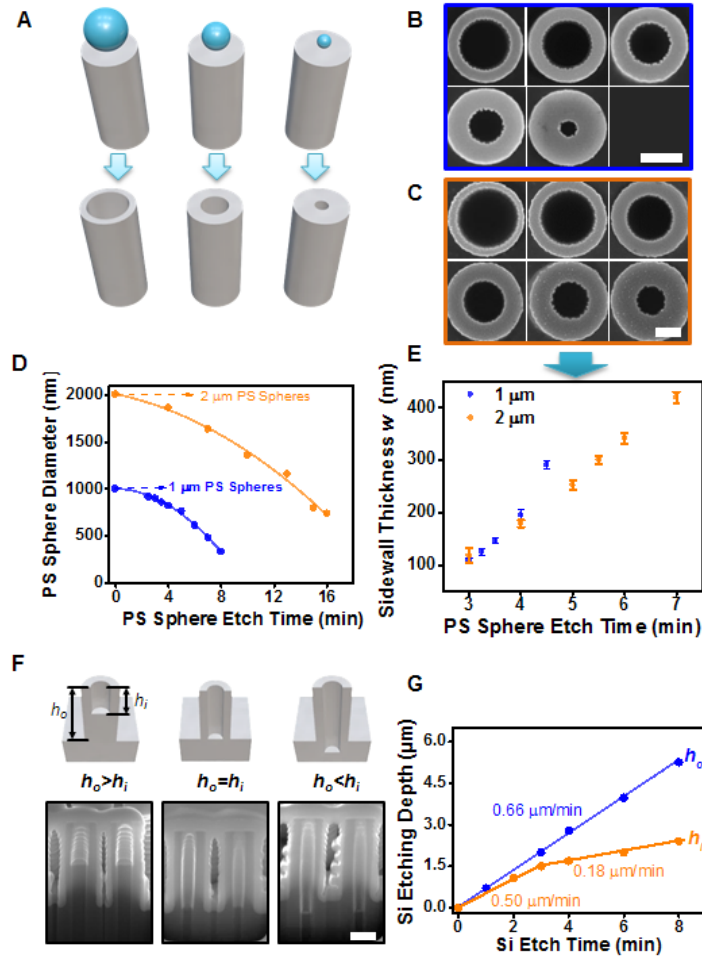 A
B
C
D
PS Sphere Diameter (nm)
2000
1500
1000
500
0
2 μm PS Spheres
1 μm PS Spheres
0 4 8 12 16
PS Sphere Etch Time (min)
E
Sidewall Thickness w (nm)
400
300
200
100
1 μm
2 μm
3 4 5 6 7
PS Sphere Etch Time (min)
F
ho
hi
ho>hi
ho=hi
ho<hi
G
Si Etching Depth (μm)
6.0
4.5
3.0
1.5
0.0
ho
0.66 μm/min
0.18 μm/min
0.50 μm/min
0 2 4 6 8
Si Etch Time (min)